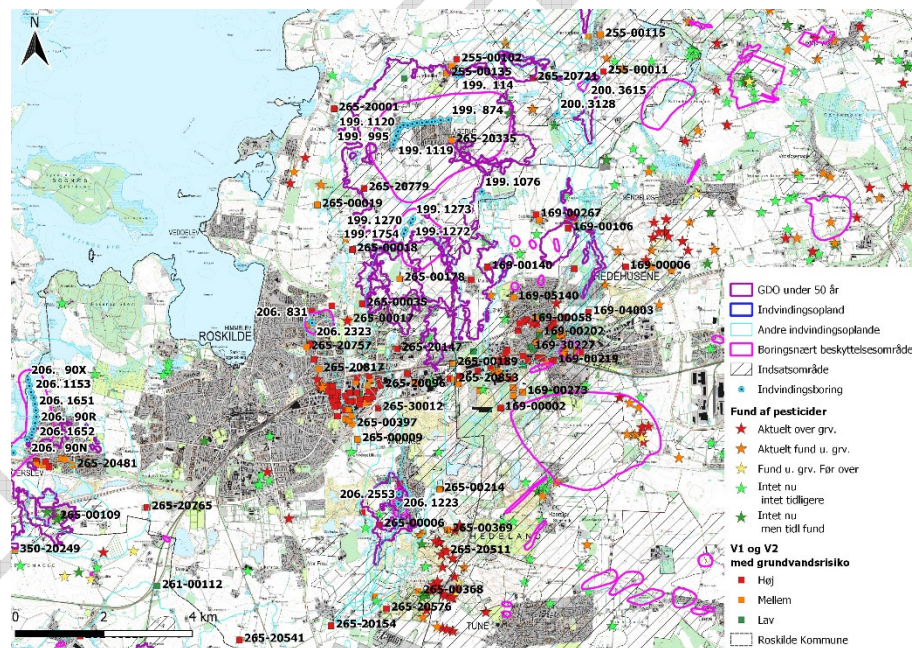 N
255-00115
255-00102
255-00135
199. 114
265-20721
255-00011
200. 3615
200. 3128
265-20001
199. 874
199. 1120
199. 995
265-20335
199. 1119
199. 1076
265-20779
265-00019
199. 1273
199. 1270
199. 1272
199. 1754
265-00018
169-00267
169-00106
169-00140
169-00006
265-00178
HEDEHUSENE
VEDDELEV
169-05140
265-00035
265-00017
206. 831
206. 2323
ROSKILDE
265-20757
169-04003
169-00058
169-00202
169-30227
169-00219
265-20147
265-00189
265-20817
265-20096
265-20853
169-00273
169-00002
265-30012
265-00397
265-00009
206. 90X
206. 1153
206. 1651
206. 90R
206. 1652
206. 90N
265-20481
265-20765
265-00109
350-20249
261-00112
206. 2553
265-00214
206. 1223
265-00006
265-00369
HEDELAND
265-20511
265-00368
265-20576
265-20154
TUNE
265-20541
0 2 4 km
GDO under 50 år
Indvindingsopland
Andre indvindingsoplande
Boringsnært beskyttelsesområde
Indsatsområde
Indvindingsboring
Fund af pesticider
Aktuelt over grv.
Aktuelt fund u. grv.
Fund u. grv. Før over
Intet nu
intet tidligere
Intet nu
men tidl fund
V1 og V2
med grundvandsrisiko
Høj
Mellem
Lav
Roskilde Kommune